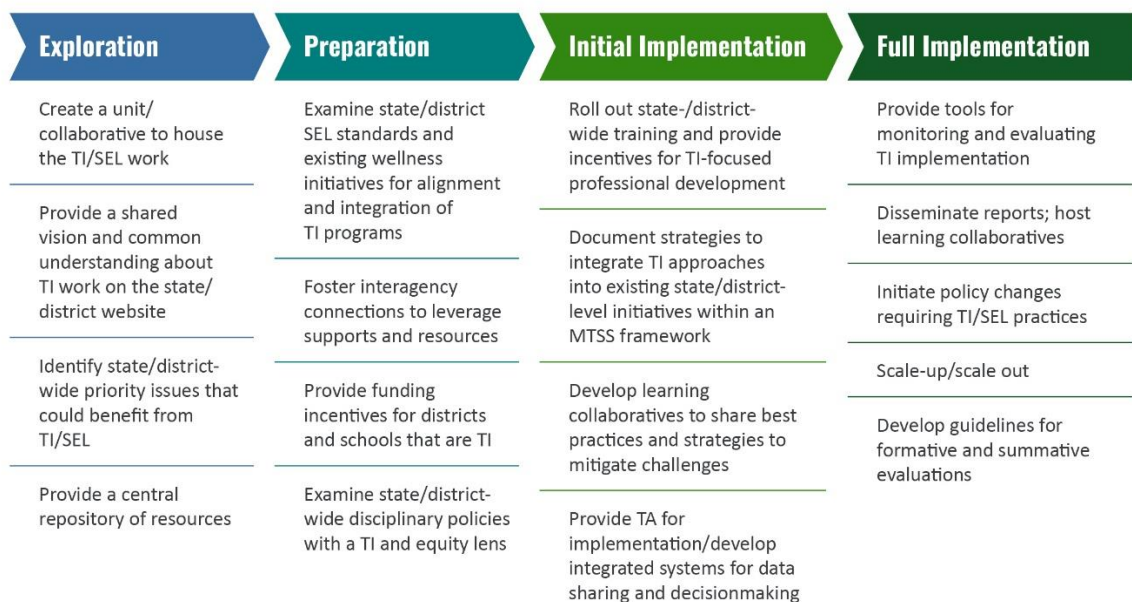 Exploration
Create a unit/
collaborative to house
the TI/SEL work
Provide a shared
vision and common
understanding about
TI work on the state/
district website
Identify state/district-
wide priority issues that
could benefit from
TI/SEL
Provide a central
repository of resources
Preparation
Examine state/district
SEL standards and
existing wellness
initiatives for alignment
and integration of
TI programs
Foster interagency
connections to leverage
supports and resources
Provide funding
incentives for districts
and schools that are TI
Examine state/district-
wide disciplinary policies
with a TI and equity lens
Initial Implementation
Roll out state-/district-
wide training and provide
incentives for TI-focused
professional development
Document strategies to
integrate TI approaches
into existing state/district-
level initiatives within an
MTSS framework
Develop learning
collaboratives to share best
practices and strategies to
mitigate challenges
Provide TA for
implementation/develop
integrated systems for data
sharing and decisionmaking
Full Implementation
Provide tools for
monitoring and evaluating
TI implementation
Disseminate reports; host
learning collaboratives
Initiate policy changes
requiring TI/SEL practices
Scale-up/scale out
Develop guidelines for
formative and summative
evaluations